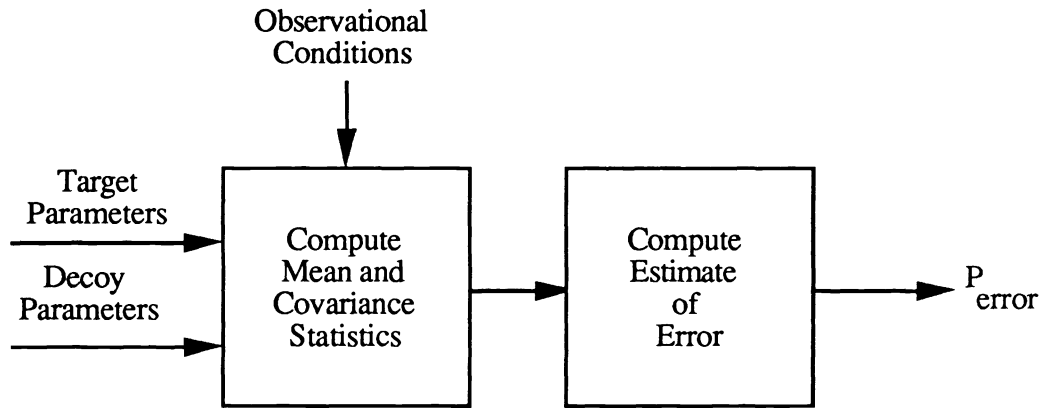 Observational
Conditions
Target
Parameters
Decoy
Parameters
Compute
Mean and
Covariance
Statistics
Compute
Estimate
of
Error
P error